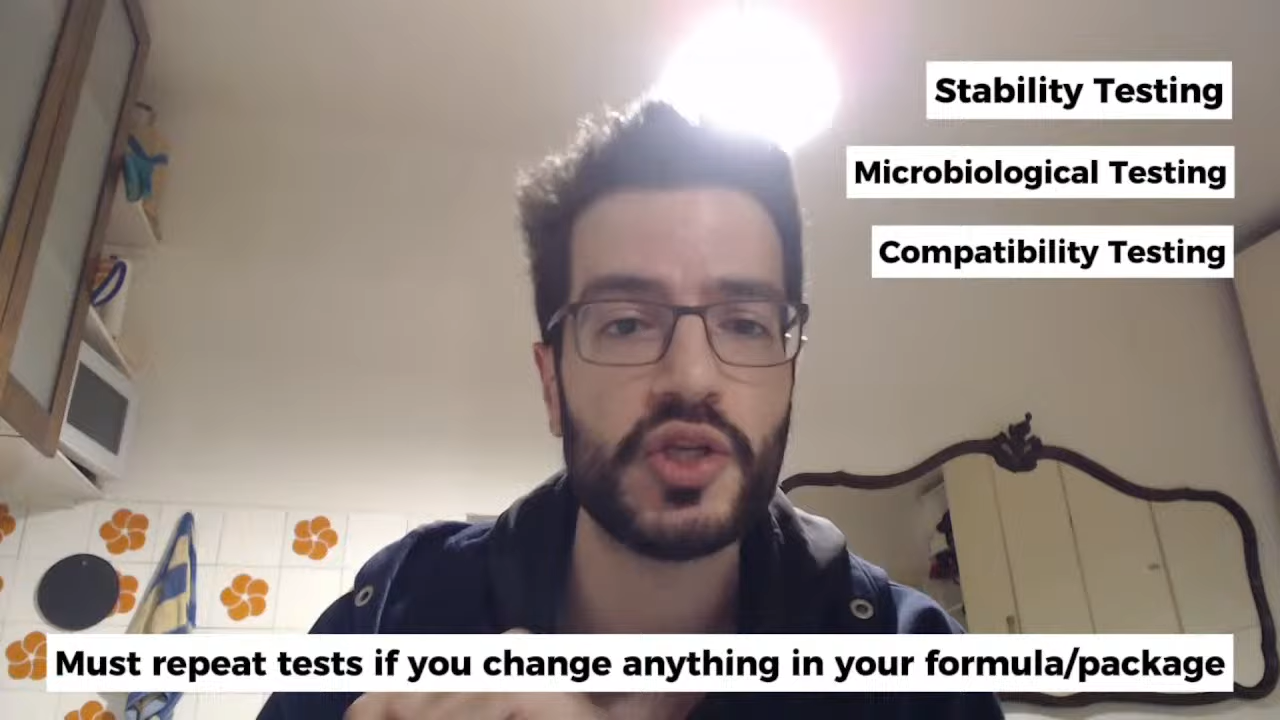 Stability Testing
Microbiological Testing
Compatibility Testing
Must repeat tests if you change anything in your formula/package